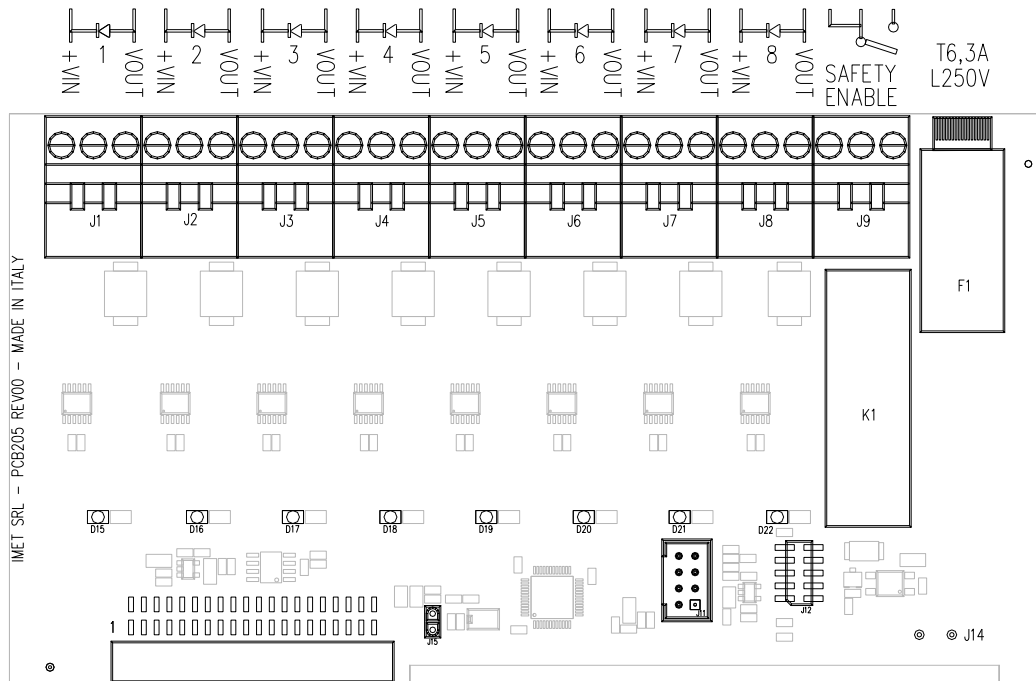 1 2 3 4 5 6 7 8
+VIN VOUT +VIN VOUT +VIN VOUT +VIN VOUT +VIN VOUT +VIN VOUT +VIN VOUT +VIN VOUT
SAFETY
ENABLE
T6,3A
L250V
J1 J2 J3 J4 J5 J6 J7 J8 J9
F1
IMET SRL - PCB205 REV00 - MADE IN ITALY
K1
D15 D16 D17 D18 D19 D20 D21 D22
J11
J12
1
J15
J14